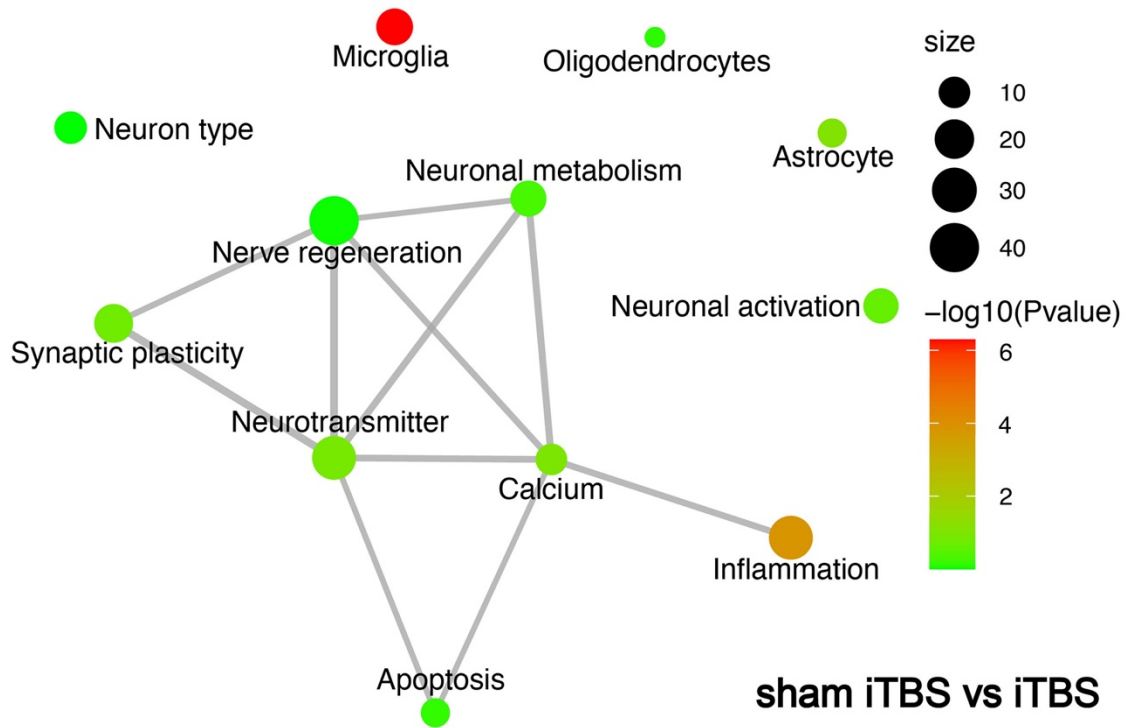 Microglia
Oligodendrocytes
Neuron type
Astrocyte
Neuronal metabolism
Nerve regeneration
Neuronal activation
Synaptic plasticity
Neurotransmitter
Calcium
Inflammation
Apoptosis
size
10
20
30
40
−log10(Pvalue)
6
4
2
sham iTBS vs iTBS